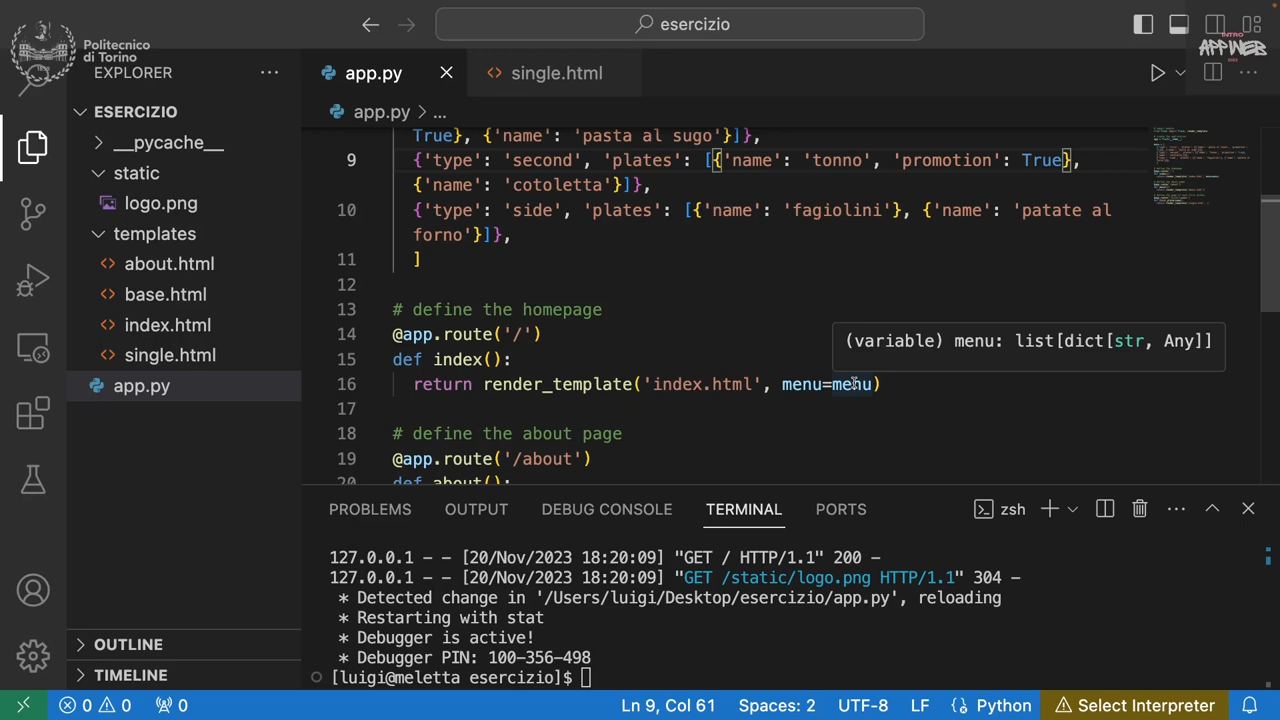 esercizio
Politecnico
di Torino
INTRO
APPWEB
EXPLORER
app.py
single.html
ESERCIZIO
app.py > ...
__pycache__
static
logo.png
templates
about.html
base.html
index.html
single.html
app.py
OUTLINE
TIMELINE
True}, {'name': 'pasta al sugo'}]},
9 {'type': 'second', 'plates': [{'name': 'tonno', 'promotion': True},
{'name': 'cotoletta'}]},
10 {'type': 'side', 'plates': [{'name': 'fagiolini'}, {'name': 'patate al
forno'}]},
11 ]
12
13 # define the homepage
14 @app.route('/')
(variable) menu: list[dict[str, Any]]
15 def index():
16 return render_template('index.html', menu=menu)
17
18 # define the about page
19 @app.route('/about')
20 def about():
PROBLEMS OUTPUT DEBUG CONSOLE TERMINAL PORTS
zsh
127.0.0.1 - - [20/Nov/2023 18:20:09] "GET / HTTP/1.1" 200 -
127.0.0.1 - - [20/Nov/2023 18:20:09] "GET /static/logo.png HTTP/1.1" 304 -
* Detected change in '/Users/luigi/Desktop/esercizio/app.py', reloading
* Restarting with stat
* Debugger is active!
* Debugger PIN: 100-356-498
[luigi@meletta esercizio]$
0 0 0 Ln 9, Col 61 Spaces: 2 UTF-8 LF Python Select Interpreter